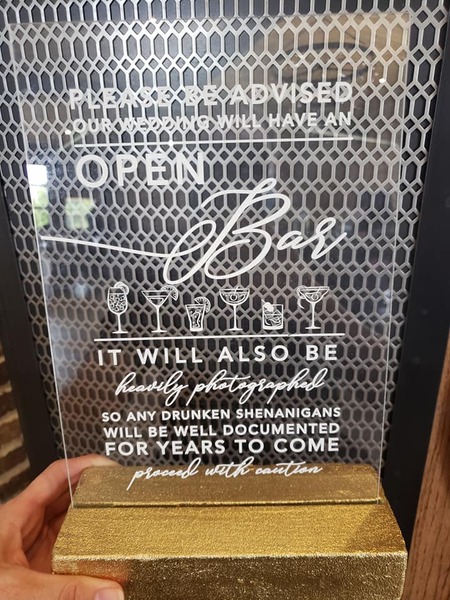 PLEASE BE ADVISED
OUR WEDDING WILL HAVE AN
OPEN
Bar
IT WILL ALSO BE
heavily photographed
SO ANY DRUNKEN SHENANIGANS
WILL BE WELL DOCUMENTED
FOR YEARS TO COME
proceed with caution